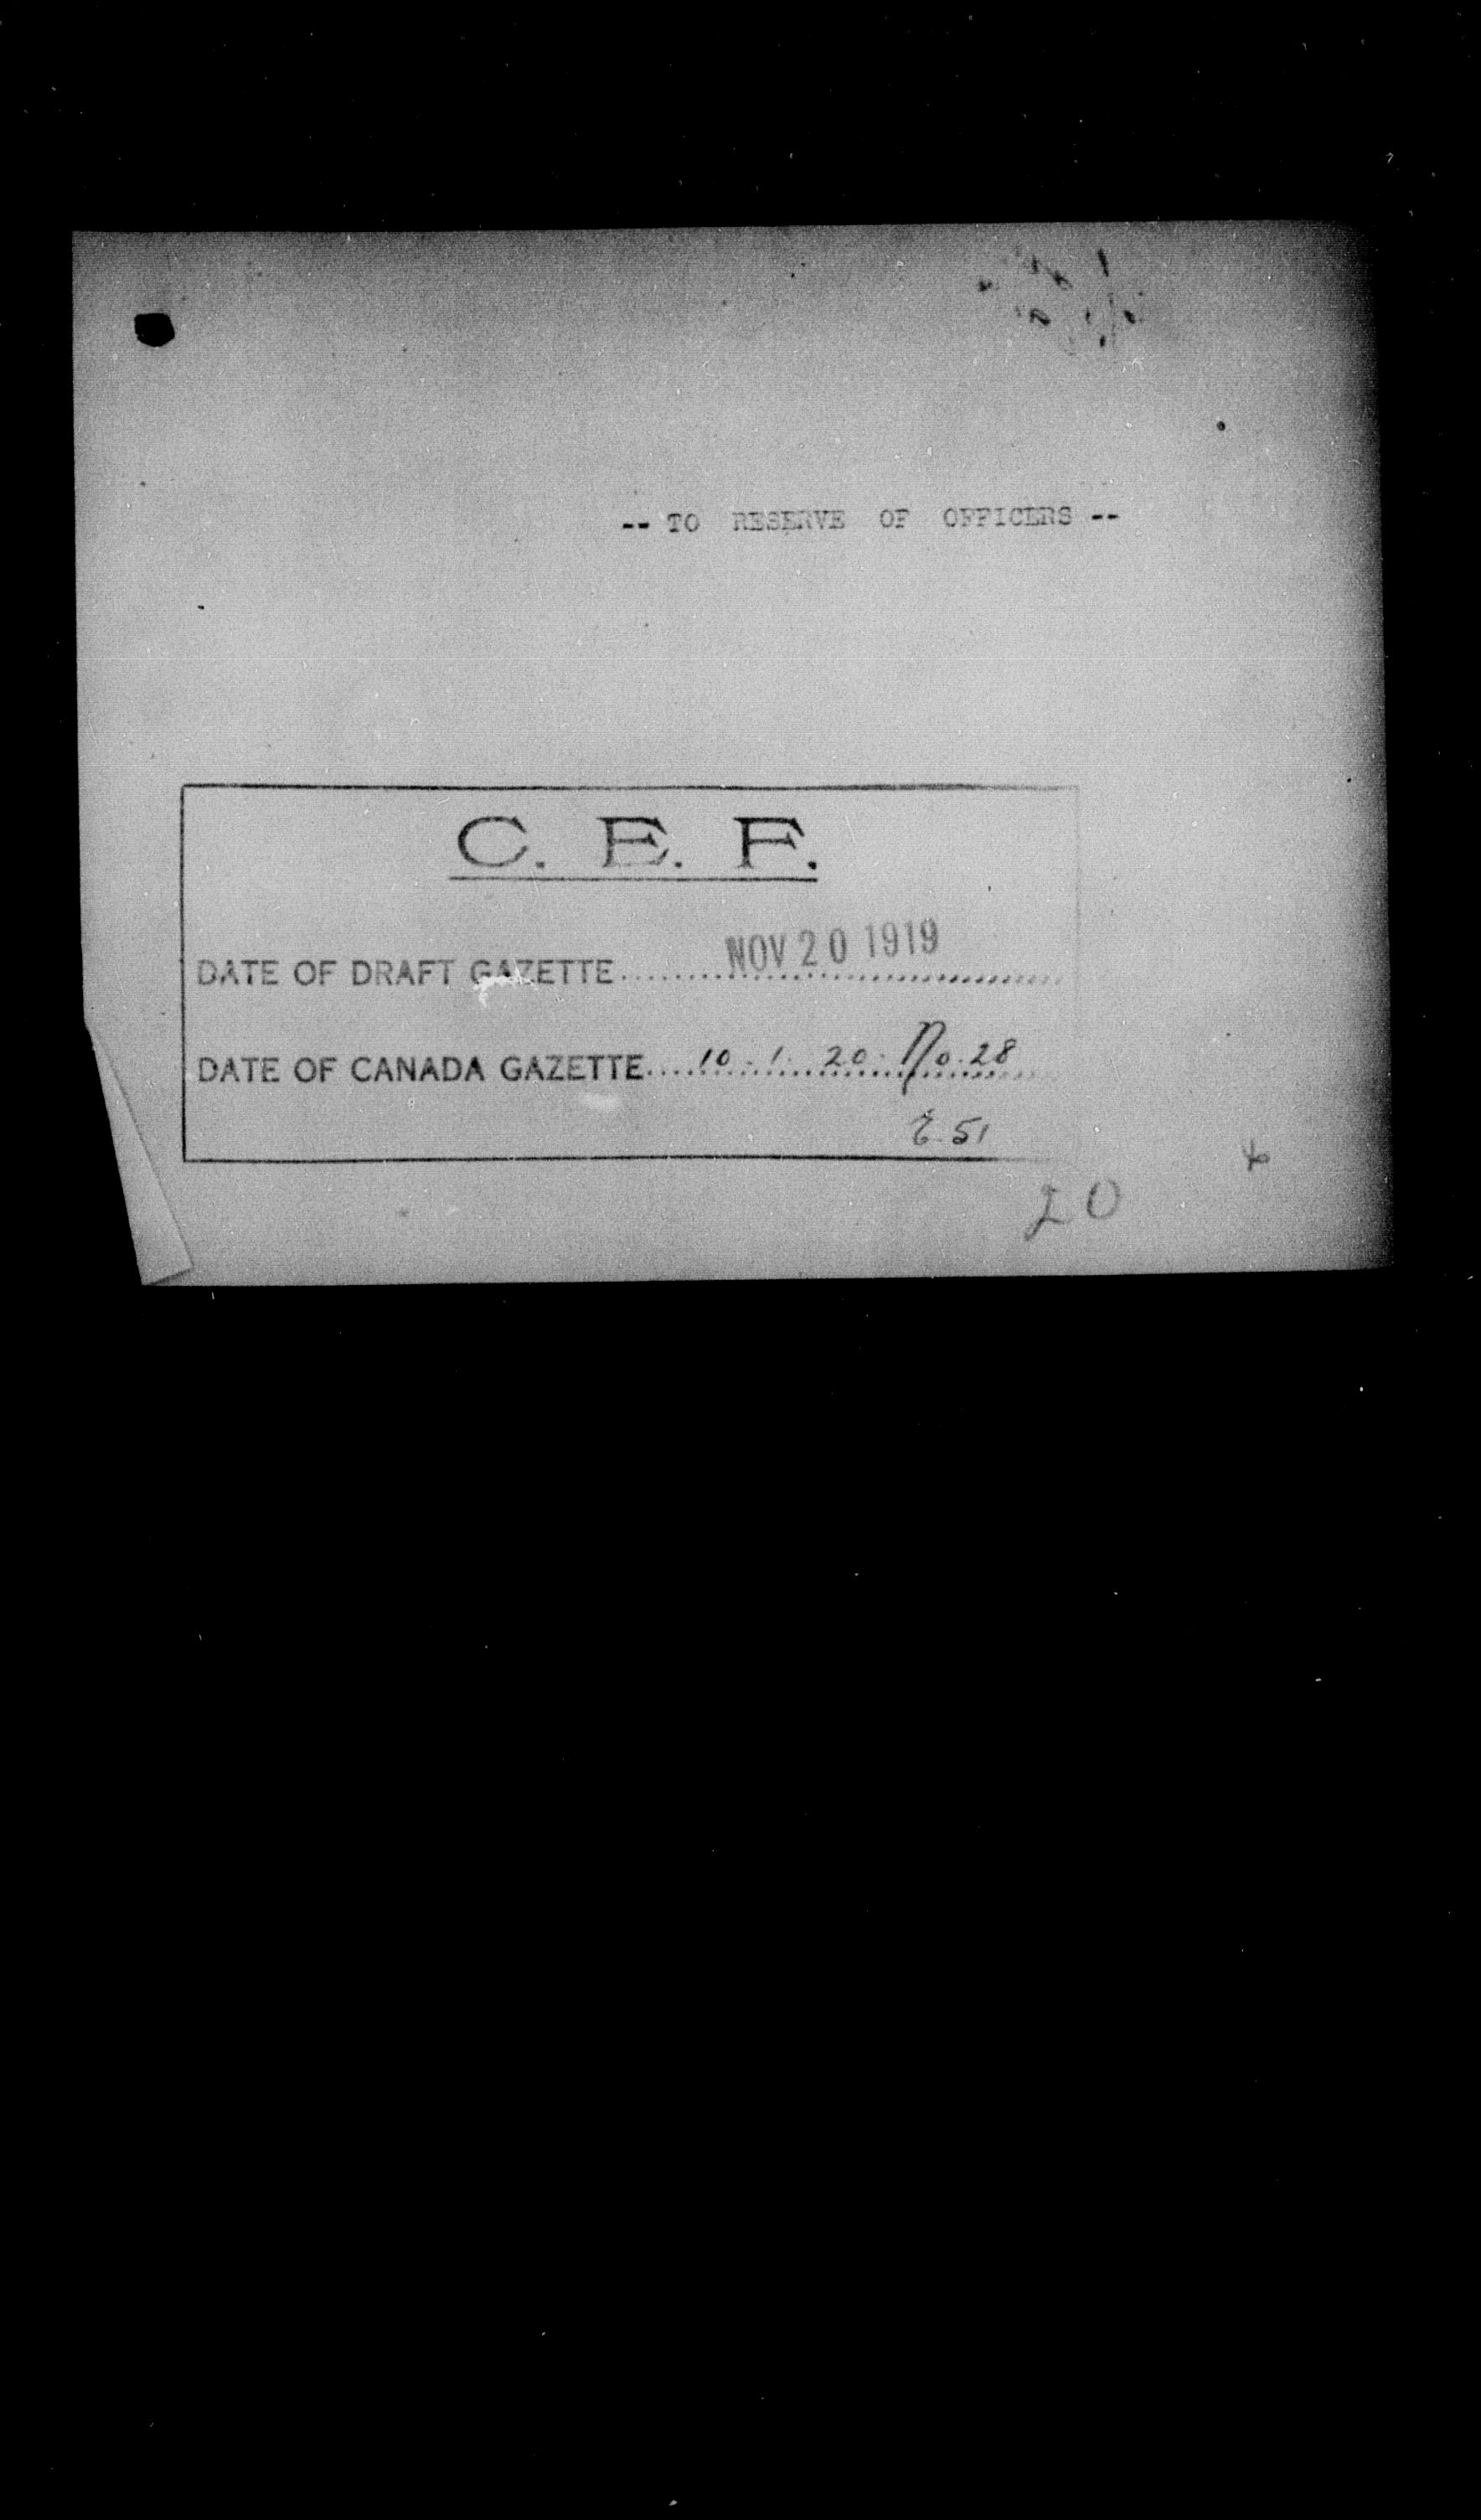 -- TO RESERVE OF OFFICERS --
C. E. F.
DATE OF DRAFT GAZETTE NOV 20 1919
DATE OF CANADA GAZETTE 10 - 1 - 20 - No. 28
E 51
20